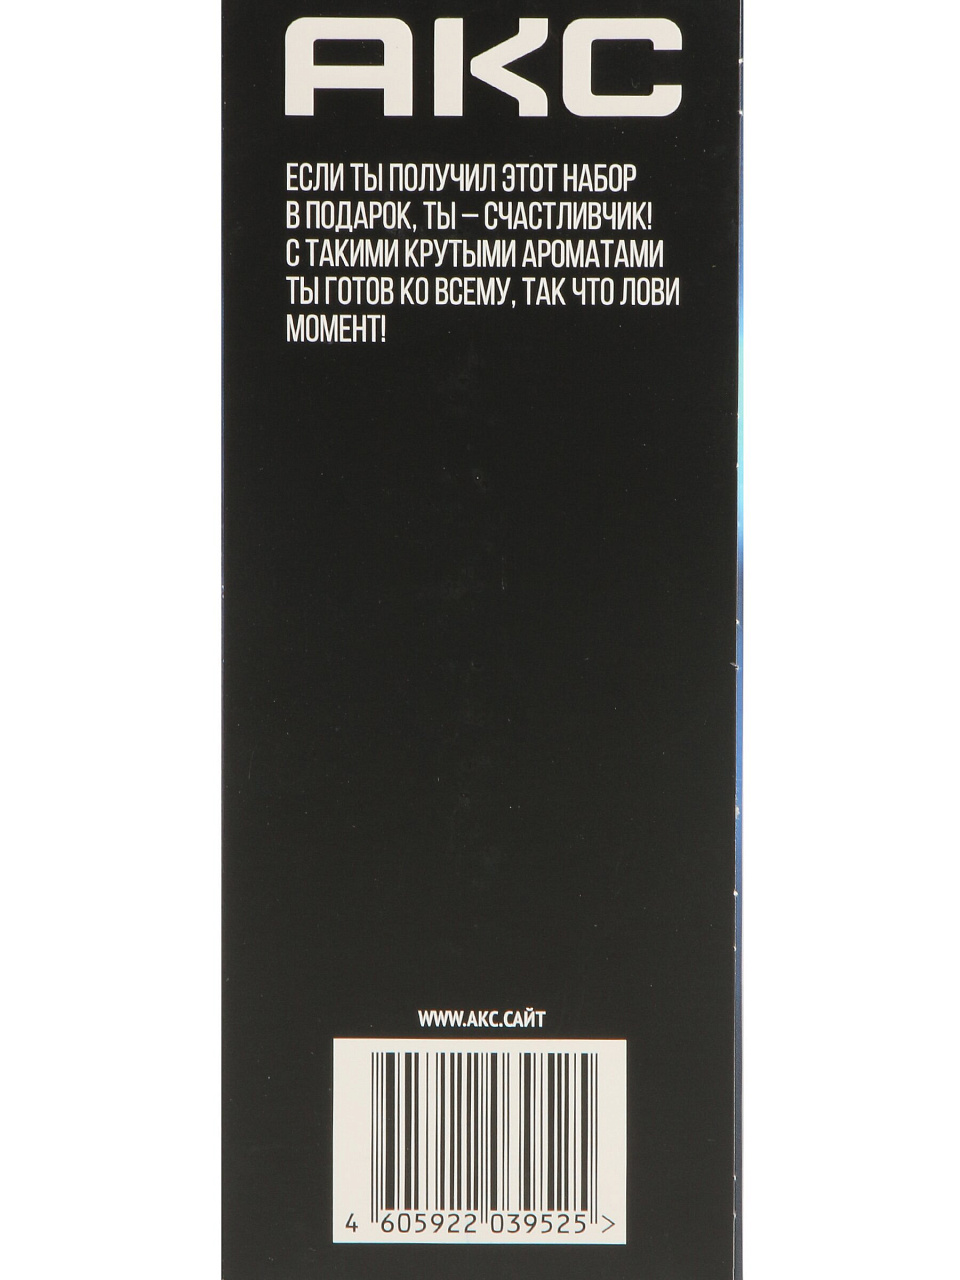 АКС
ЕСЛИ ТЫ ПОЛУЧИЛ ЭТОТ НАБОР
В ПОДАРОК, ТЫ – СЧАСТЛИВЧИК!
С ТАКИМИ КРУТЫМИ АРОМАТАМИ
ТЫ ГОТОВ КО ВСЕМУ, ТАК ЧТО ЛОВИ
МОМЕНТ!
WWW.АКС.САЙТ
4 605922 039525 >